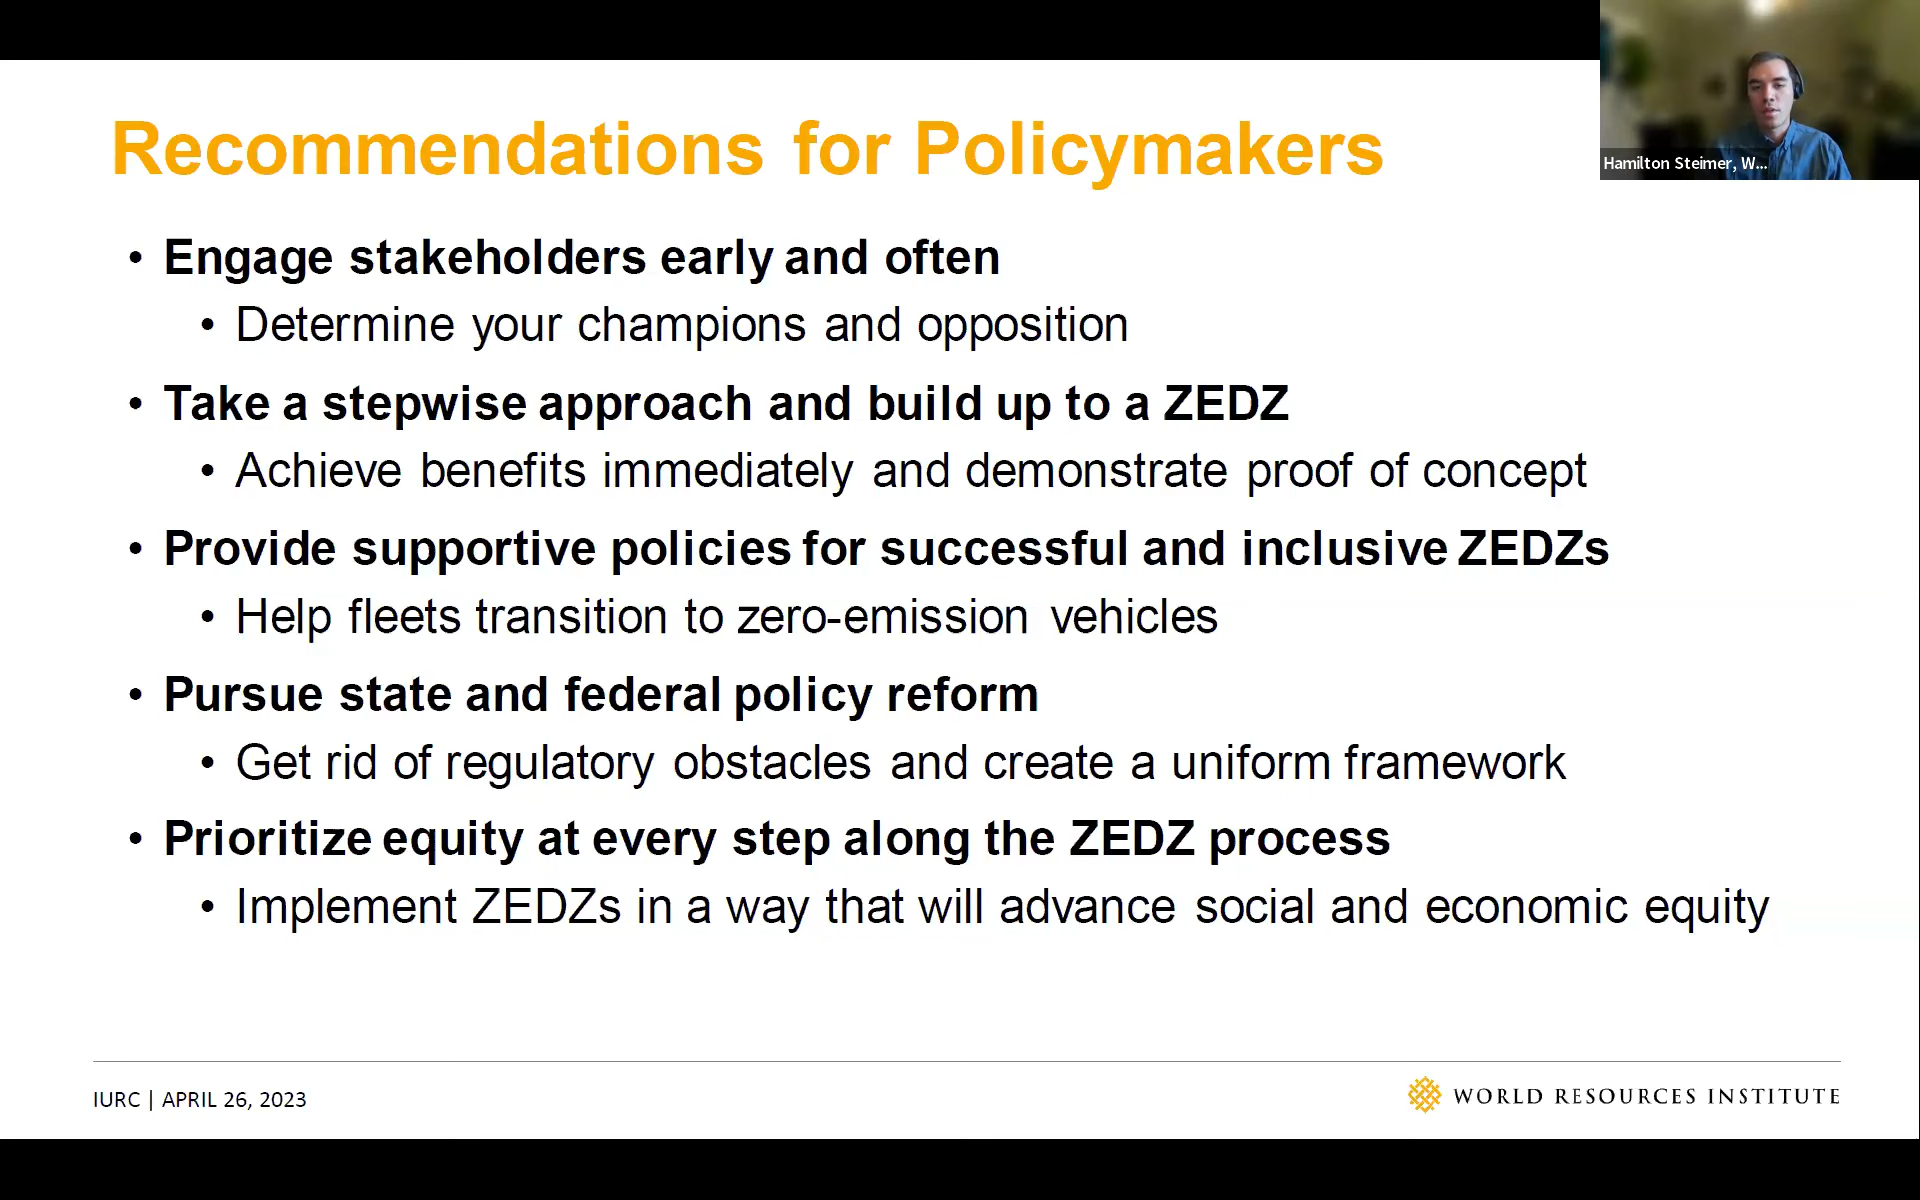 Recommendations for Policymakers
Hamilton Steimer, W...
• Engage stakeholders early and often
• Determine your champions and opposition
• Take a stepwise approach and build up to a ZEDZ
• Achieve benefits immediately and demonstrate proof of concept
• Provide supportive policies for successful and inclusive ZEDZs
• Help fleets transition to zero-emission vehicles
• Pursue state and federal policy reform
• Get rid of regulatory obstacles and create a uniform framework
• Prioritize equity at every step along the ZEDZ process
• Implement ZEDZs in a way that will advance social and economic equity
IURC | APRIL 26, 2023
WORLD RESOURCES INSTITUTE